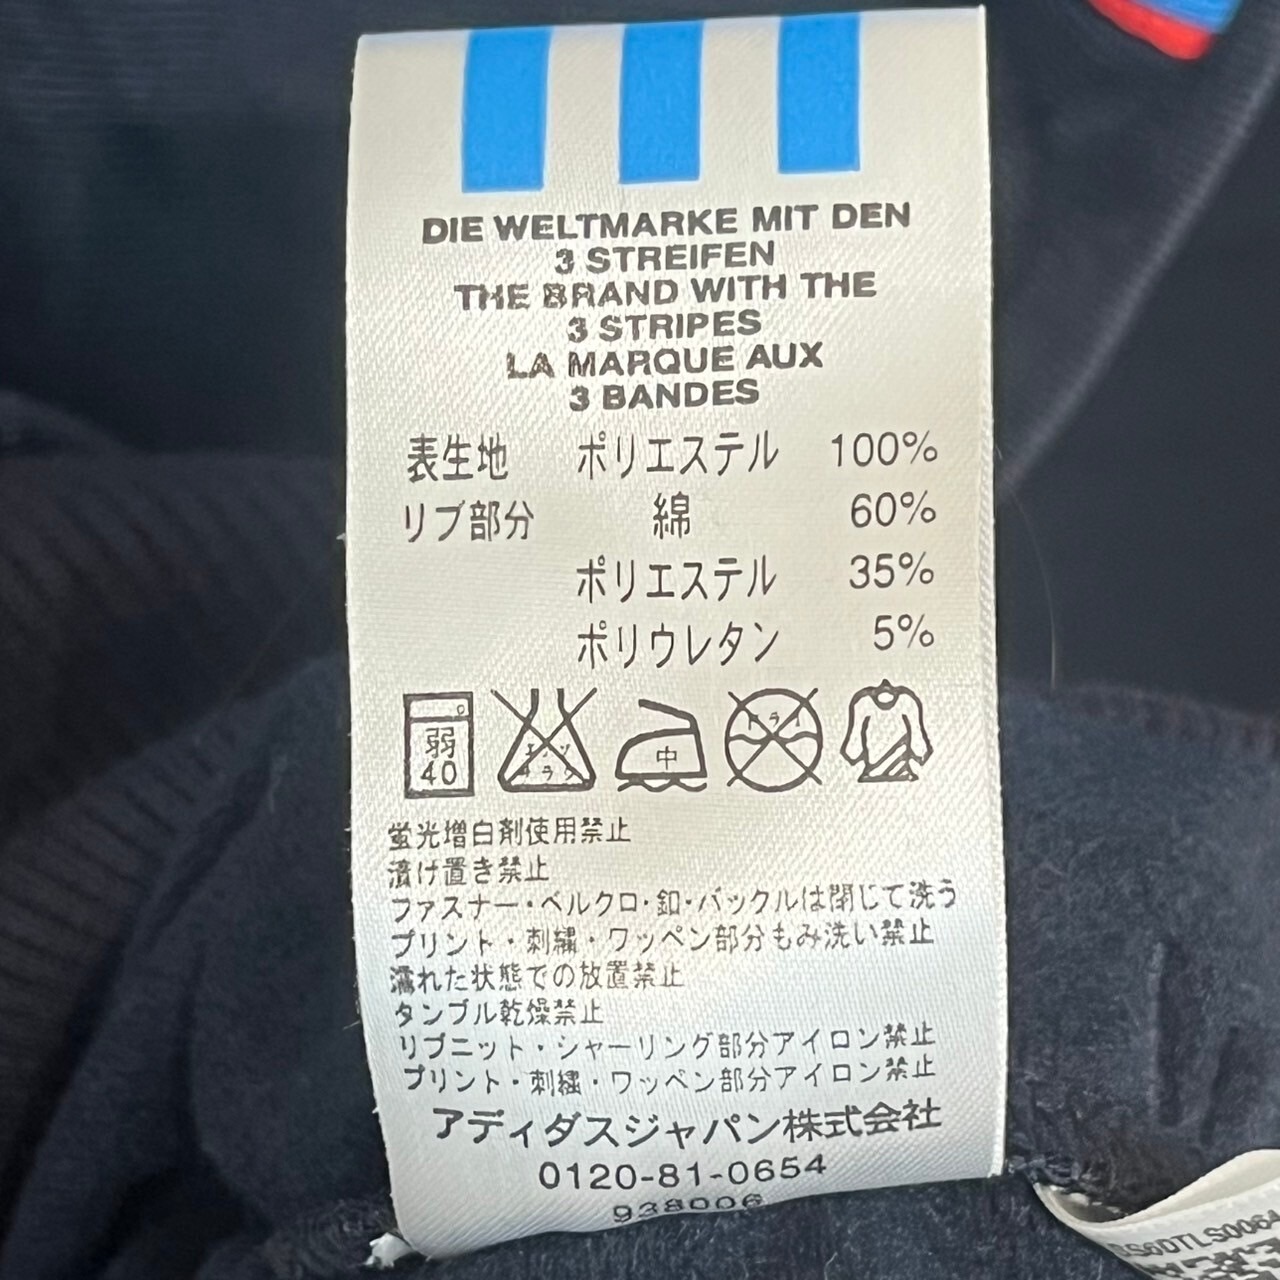 DIE WELTMARKE MIT DEN
3 STREIFEN
THE BRAND WITH THE
3 STRIPES
LA MARQUE AUX
3 BANDES
表生地 ポリエステル 100%
リブ部分 綿 60%
ポリエステル 35%
ポリウレタン 5%
弱 40 エンソサラシ 中 ドライ
蛍光増白剤使用禁止
漬け置き禁止
ファスナー・ベルクロ・釦・バックルは閉じて洗う
プリント・刺繍・ワッペン部分もみ洗い禁止
濡れた状態での放置禁止
タンブル乾燥禁止
リブニット・シャーリング部分アイロン禁止
プリント・刺繍・ワッペン部分アイロン禁止
アディダスジャパン株式会社
0120-81-0654
938006